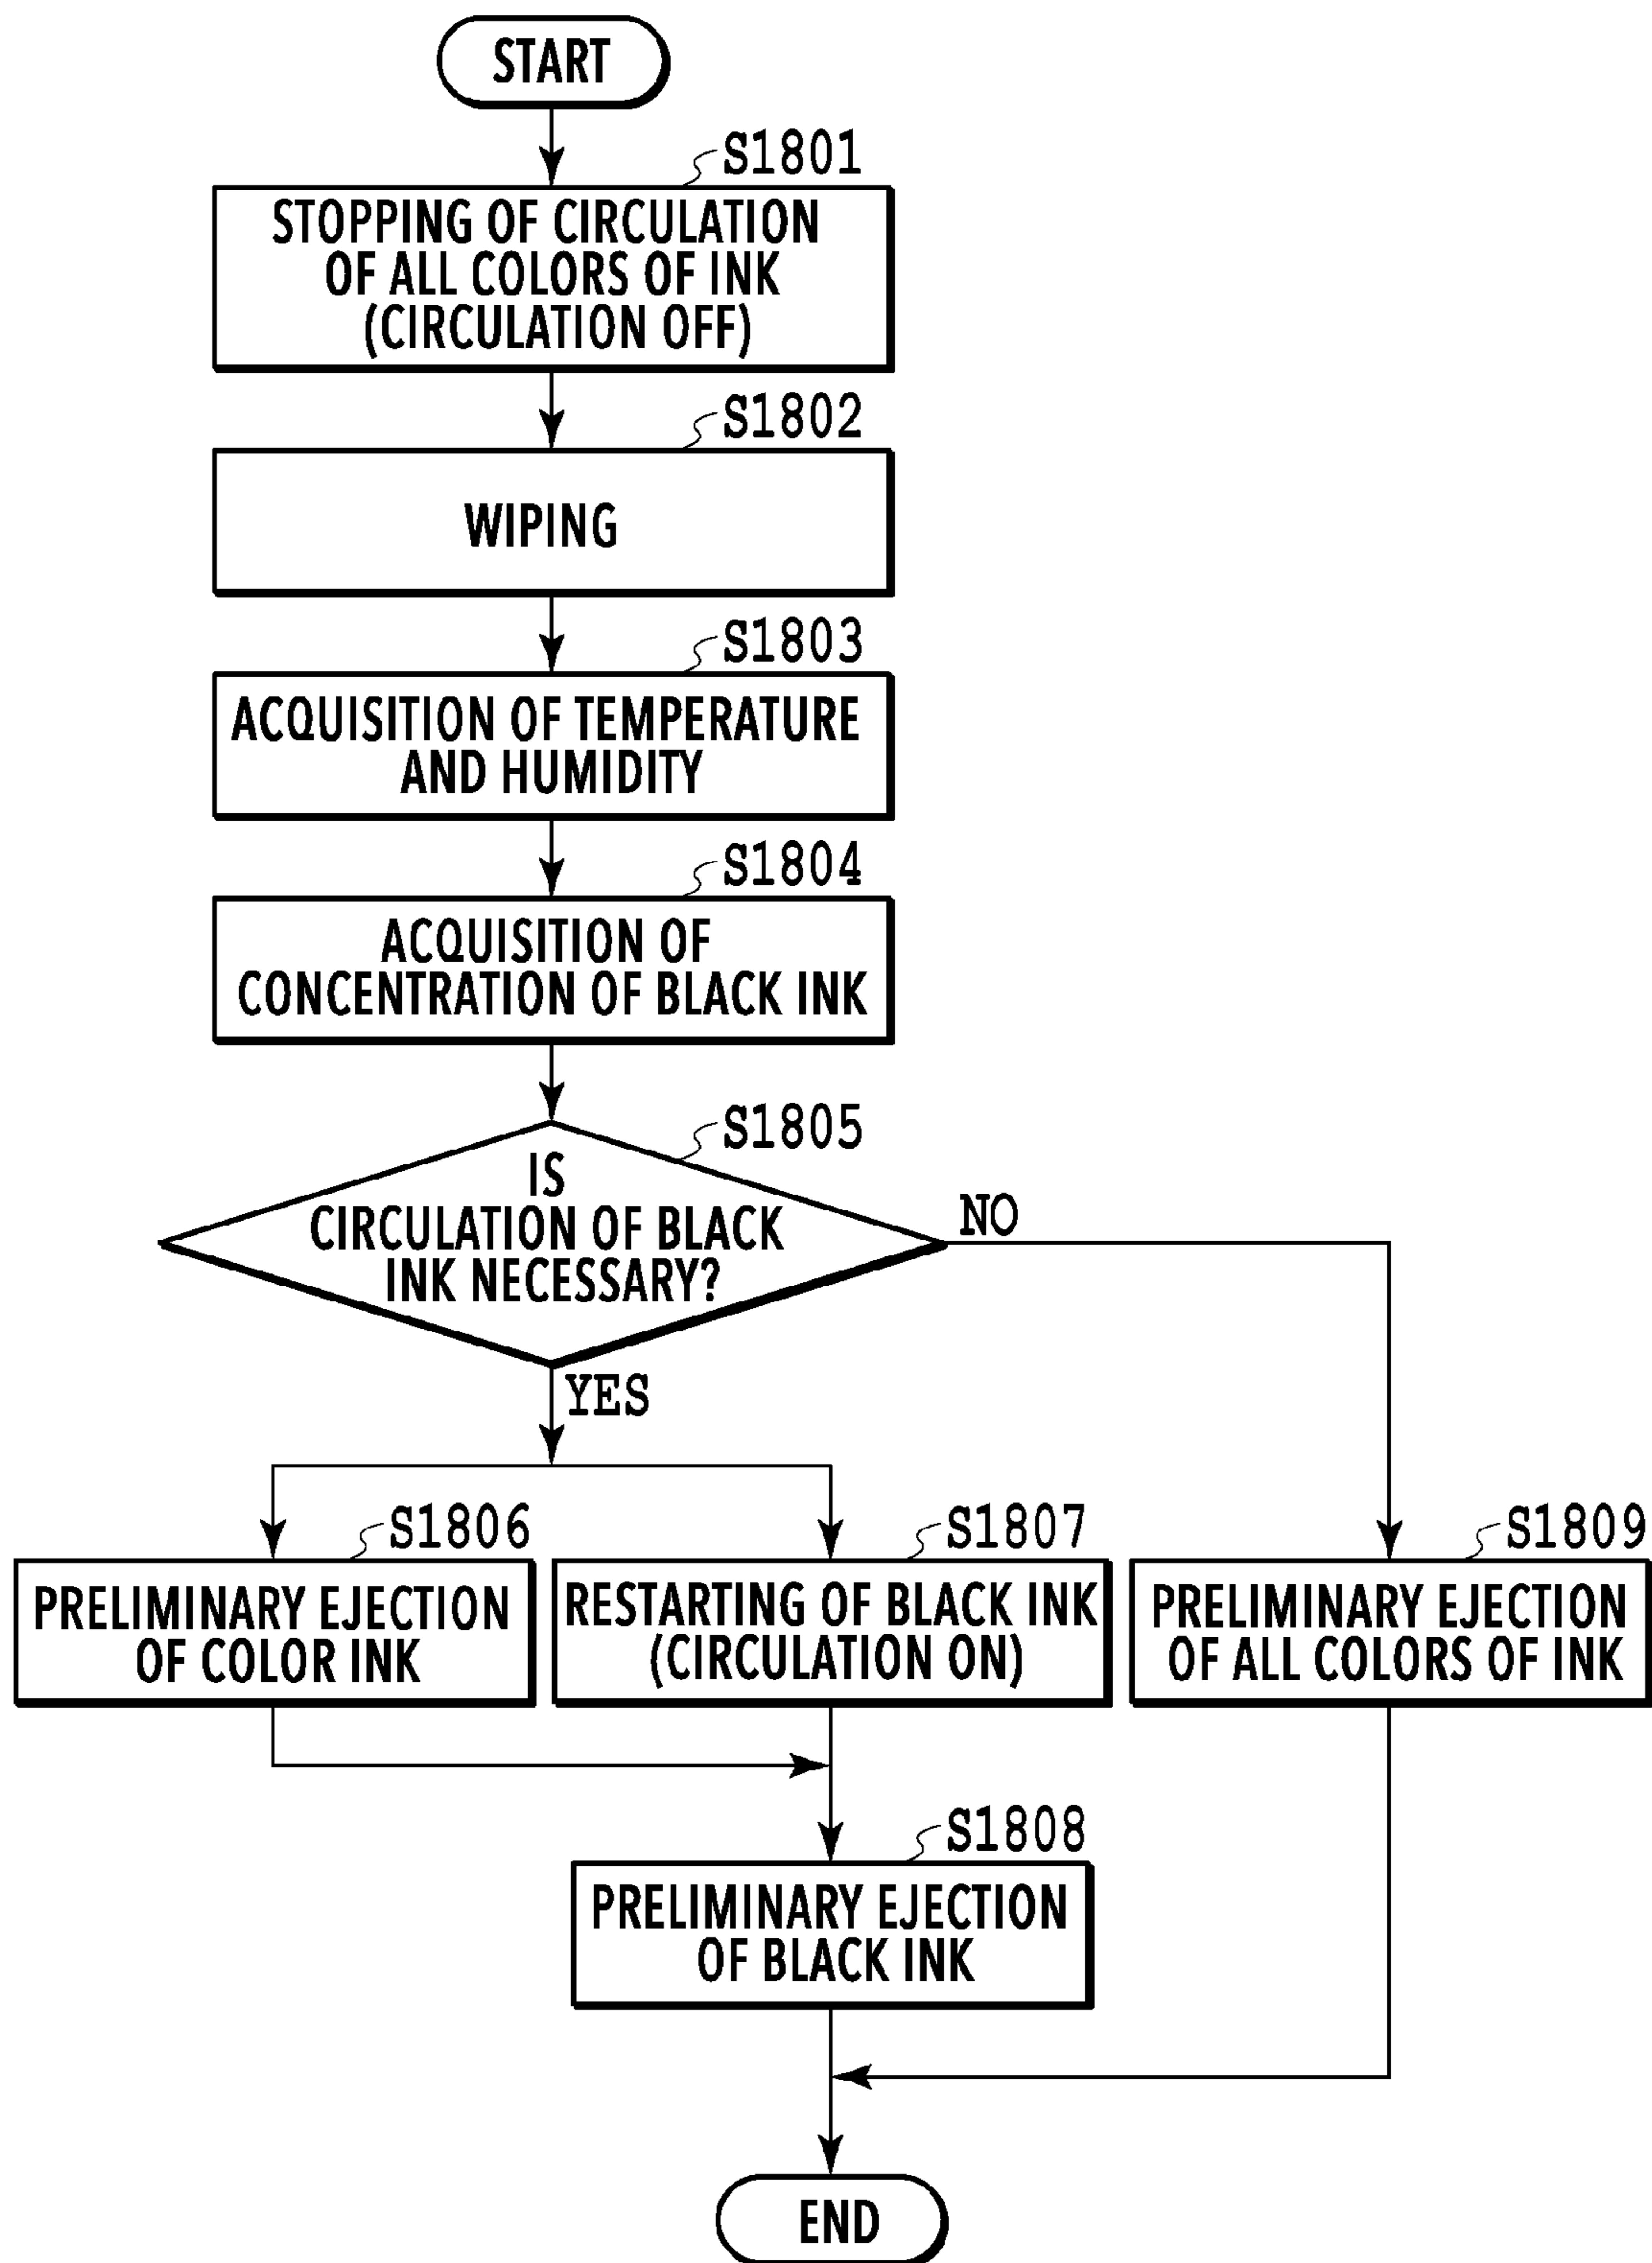 START
S1801
STOPPING OF CIRCULATION
OF ALL COLORS OF INK
(CIRCULATION OFF)
S1802
WIPING
S1803
ACQUISITION OF TEMPERATURE
AND HUMIDITY
S1804
ACQUISITION OF
CONCENTRATION OF BLACK INK
S1805
IS
CIRCULATION OF BLACK
INK NECESSARY?
NO
YES
S1806
PRELIMINARY EJECTION
OF COLOR INK
S1807
RESTARTING OF BLACK INK
(CIRCULATION ON)
S1809
PRELIMINARY EJECTION
OF ALL COLORS OF INK
S1808
PRELIMINARY EJECTION
OF BLACK INK
END